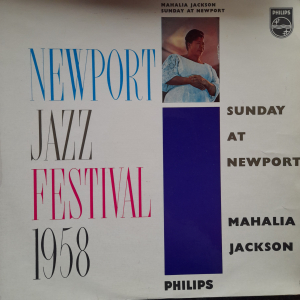 MAHALIA JACKSON
SUNDAY AT NEWPORT
PHILIPS
NEWPORT
JAZZ
FESTIVAL
1958
SUNDAY
AT
NEWPORT
MAHALIA
JACKSON
PHILIPS